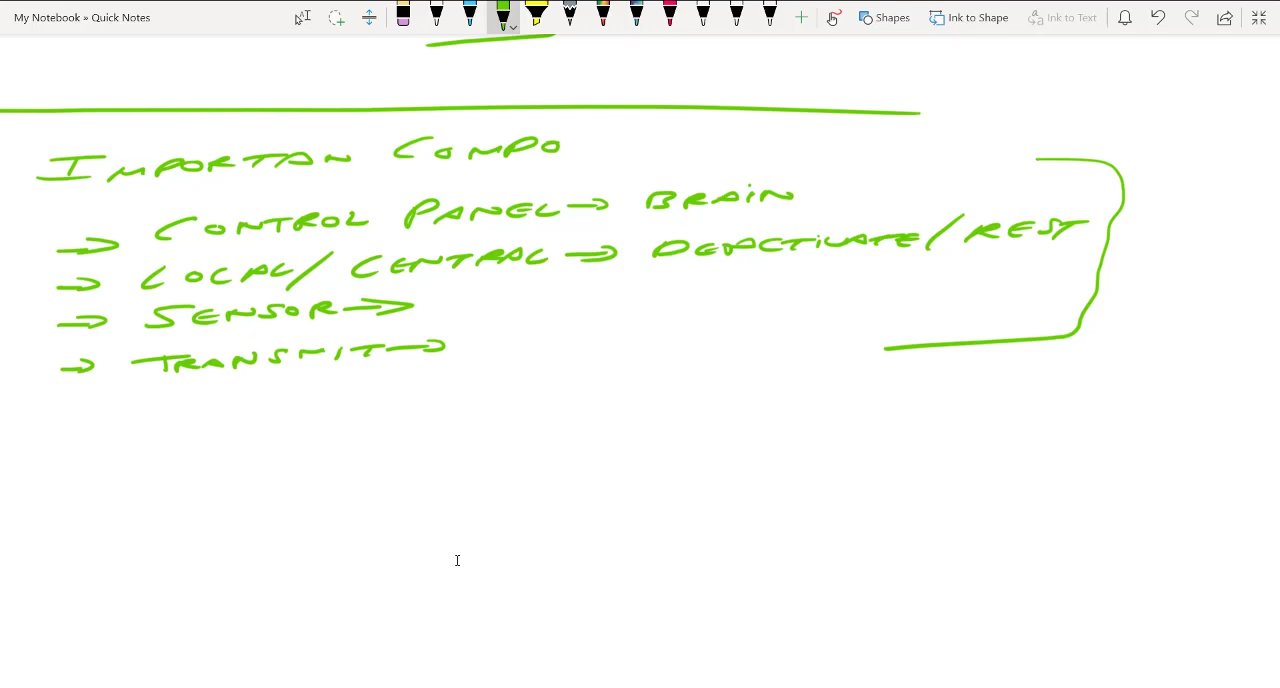 My Notebook » Quick Notes
Shapes
Ink to Shape
Ink to Text
IMPORTAN COMPO
→ CONTROL PANEL → BRAIN
→ LOCAL/CENTRAL → DEACTIVATE/REST
→ SENSOR →
→ TRANSMIT →